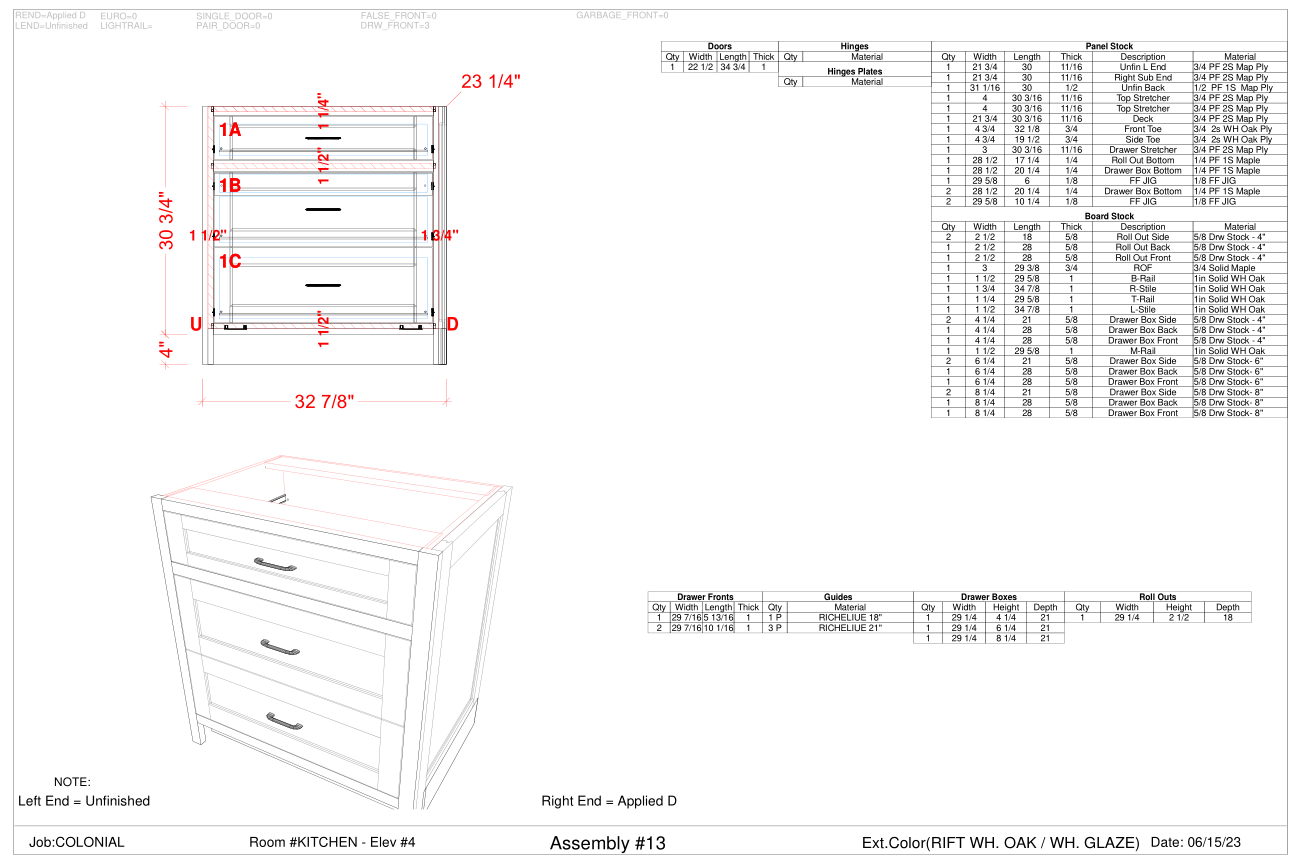 REND=Applied D EURO=0 SINGLE_DOOR=0 FALSE_FRONT=0 GARBAGE_FRONT=0
LEND=Unfinished LIGHTRAIL= PAIR_DOOR=0 DRW_FRONT=3
23 1/4"
1 1/4"
1A
1 1/2"
1B
30 3/4"
1 1/2" 1 3/4"
1C
U D
1 1/2"
4"
32 7/8"
Doors
Qty Width Length Thick
1 22 1/2 34 3/4 1
Hinges
Qty Material
Hinges Plates
Qty Material
Panel Stock
Qty Width Length Thick Description Material
1 21 3/4 30 11/16 Unfin L End 3/4 PF 2S Map Ply
1 21 3/4 30 11/16 Right Sub End 3/4 PF 2S Map Ply
1 31 1/16 30 1/2 Unfin Back 1/2 PF 1S Map Ply
1 4 30 3/16 11/16 Top Stretcher 3/4 PF 2S Map Ply
1 4 30 3/16 11/16 Top Stretcher 3/4 PF 2S Map Ply
1 21 3/4 30 3/16 11/16 Deck 3/4 PF 2S Map Ply
1 4 3/4 32 1/8 3/4 Front Toe 3/4 2s WH Oak Ply
1 4 3/4 19 1/2 3/4 Side Toe 3/4 2s WH Oak Ply
1 3 30 3/16 11/16 Drawer Stretcher 3/4 PF 2S Map Ply
1 28 1/2 17 1/4 1/4 Roll Out Bottom 1/4 PF 1S Maple
1 28 1/2 20 1/4 1/4 Drawer Box Bottom 1/4 PF 1S Maple
1 29 5/8 6 1/8 FF JIG 1/8 FF JIG
2 28 1/2 20 1/4 1/4 Drawer Box Bottom 1/4 PF 1S Maple
2 29 5/8 10 1/4 1/8 FF JIG 1/8 FF JIG
Board Stock
Qty Width Length Thick Description Material
2 2 1/2 18 5/8 Roll Out Side 5/8 Drw Stock - 4"
1 2 1/2 28 5/8 Roll Out Back 5/8 Drw Stock - 4"
1 2 1/2 28 5/8 Roll Out Front 5/8 Drw Stock - 4"
1 3 29 3/8 3/4 ROF 3/4 Solid Maple
1 1 1/2 29 5/8 1 B-Rail 1in Solid WH Oak
1 1 3/4 34 7/8 1 R-Stile 1in Solid WH Oak
1 1 1/4 29 5/8 1 T-Rail 1in Solid WH Oak
1 1 1/2 34 7/8 1 L-Stile 1in Solid WH Oak
2 4 1/4 21 5/8 Drawer Box Side 5/8 Drw Stock - 4"
1 4 1/4 28 5/8 Drawer Box Back 5/8 Drw Stock - 4"
1 4 1/4 28 5/8 Drawer Box Front 5/8 Drw Stock - 4"
1 1 1/2 29 5/8 1 M-Rail 1in Solid WH Oak
2 6 1/4 21 5/8 Drawer Box Side 5/8 Drw Stock- 6"
1 6 1/4 28 5/8 Drawer Box Back 5/8 Drw Stock- 6"
1 6 1/4 28 5/8 Drawer Box Front 5/8 Drw Stock- 6"
2 8 1/4 21 5/8 Drawer Box Side 5/8 Drw Stock- 8"
1 8 1/4 28 5/8 Drawer Box Back 5/8 Drw Stock- 8"
1 8 1/4 28 5/8 Drawer Box Front 5/8 Drw Stock- 8"
Drawer Fronts Guides Drawer Boxes Roll Outs
Qty Width Length Thick Qty Material Qty Width Height Depth Qty Width Height Depth
1 29 7/16 5 13/16 1 1 P RICHELIUE 18" 1 29 1/4 4 1/4 21 1 29 1/4 2 1/2 18
2 29 7/16 10 1/16 1 3 P RICHELIUE 21" 1 29 1/4 6 1/4 21
1 29 1/4 8 1/4 21
NOTE:
Left End = Unfinished Right End = Applied D
Job:COLONIAL Room #KITCHEN - Elev #4 Assembly #13 Ext.Color(RIFT WH. OAK / WH. GLAZE) Date: 06/15/23